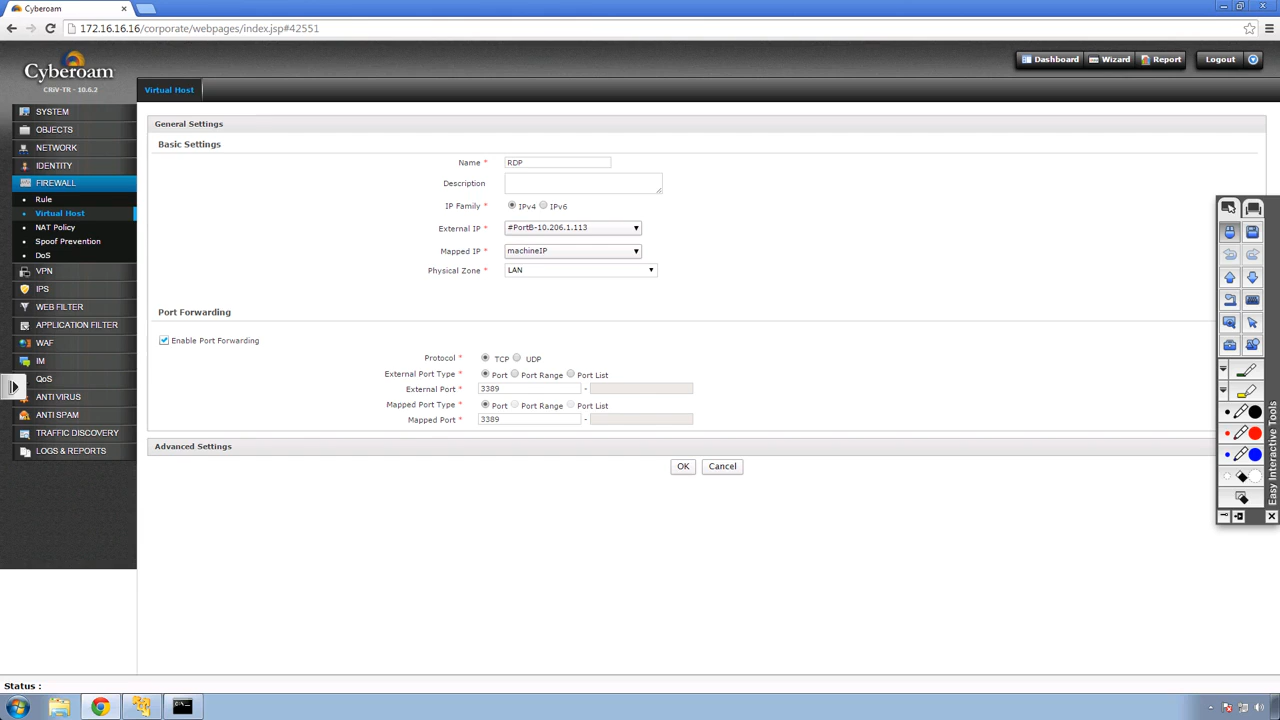 Cyberoam
172.16.16.16/corporate/webpages/index.jsp#42551
Cyberoam
CRiV-TR - 10.6.2
Dashboard Wizard Report Logout
Virtual Host
SYSTEM
OBJECTS
NETWORK
IDENTITY
FIREWALL
Rule
Virtual Host
NAT Policy
Spoof Prevention
DoS
VPN
IPS
WEB FILTER
APPLICATION FILTER
WAF
IM
QoS
ANTI VIRUS
ANTI SPAM
TRAFFIC DISCOVERY
LOGS & REPORTS
General Settings
Basic Settings
Name * RDP
Description
IP Family * IPv4 IPv6
External IP * #PortB-10.206.1.113
Mapped IP * machineIP
Physical Zone * LAN
Port Forwarding
Enable Port Forwarding
Protocol * TCP UDP
External Port Type * Port Port Range Port List
External Port * 3389 -
Mapped Port Type * Port Port Range Port List
Mapped Port * 3389 -
Advanced Settings
OK Cancel
Easy Interactive Tools
Status :